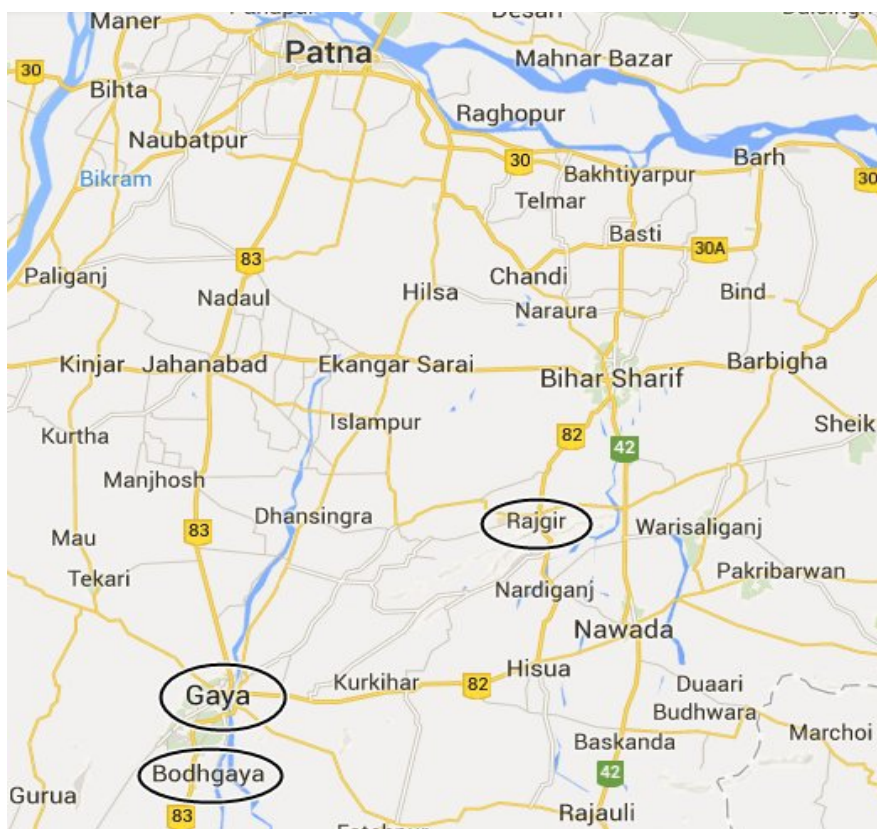 Maner
Desari
Patna
Mahnar Bazar
30
Bihta
Raghopur
Naubatpur
30
Barh
Bakhtiyarpur
30
Bikram
Telmar
Basti
30A
83
Paliganj
Chandi
Nadaul
Hilsa
Bind
Naraura
Kinjar
Jahanabad
Ekangar Sarai
Barbigha
Bihar Sharif
Islampur
Sheik
Kurtha
82
42
Manjhosh
Dhansingra
Rajgir
83
Warisaliganj
Mau
Tekari
Pakribarwan
Nardiganj
Nawada
Hisua
Gaya
Kurkihar
82
Duaari
Budhwara
Marchoi
Baskanda
Bodhgaya
42
Gurua
83
Rajauli